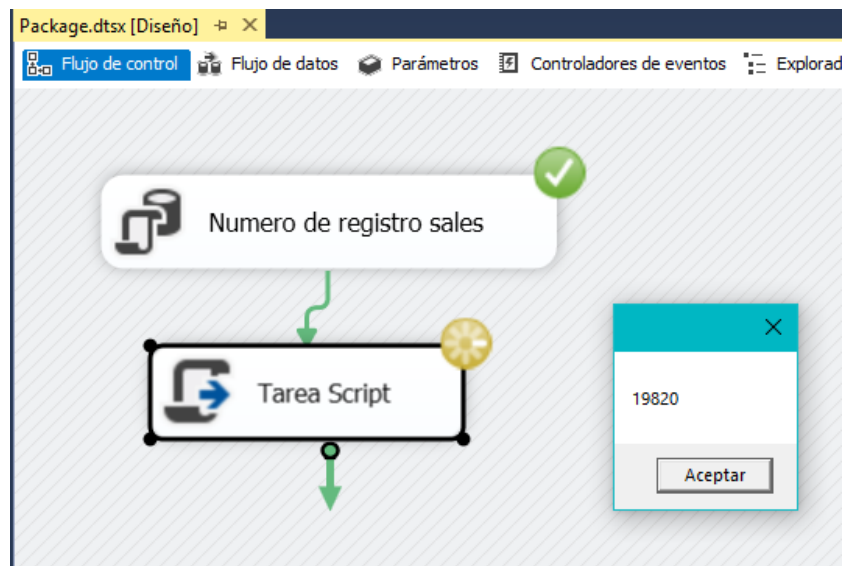 Package.dtsx [Diseño]
Flujo de control Flujo de datos Parámetros Controladores de eventos Explorad
Numero de registro sales
Tarea Script
19820
Aceptar